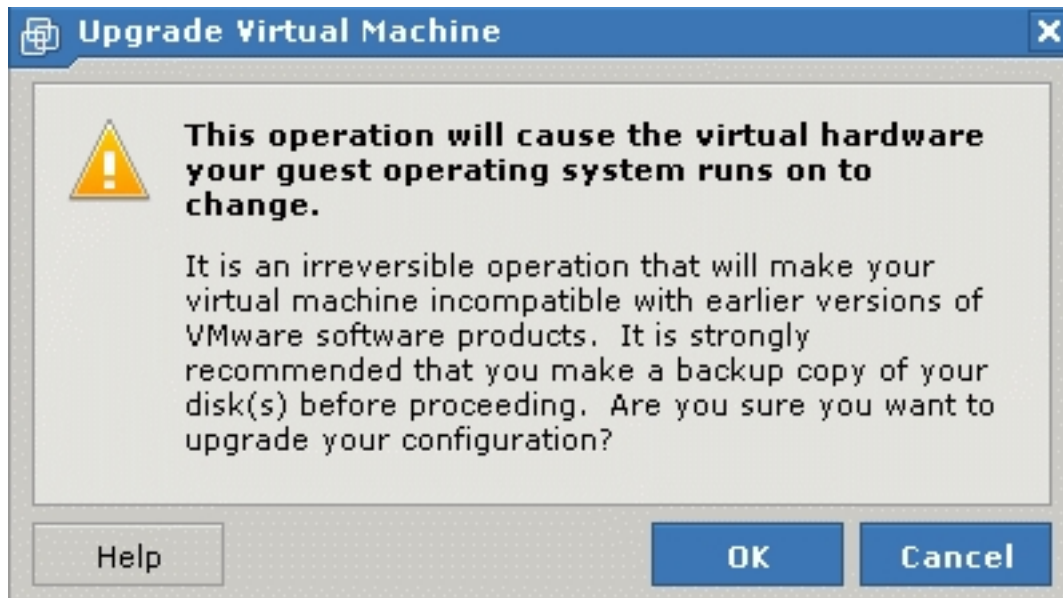 Upgrade Virtual Machine
This operation will cause the virtual hardware
your guest operating system runs on to
change.
It is an irreversible operation that will make your
virtual machine incompatible with earlier versions of
VMware software products.  It is strongly
recommended that you make a backup copy of your
disk(s) before proceeding.  Are you sure you want to
upgrade your configuration?
Help
OK
Cancel